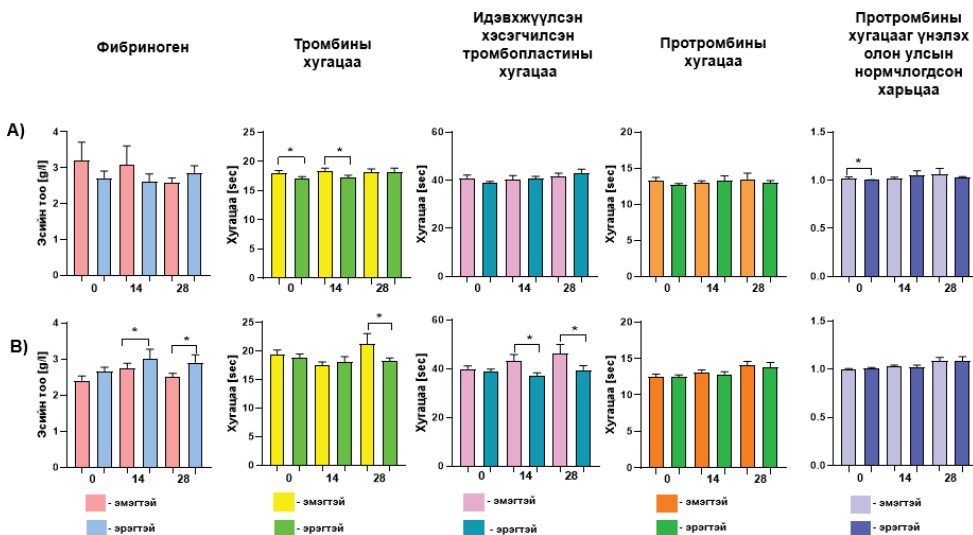 Фибриноген
Тромбины
хугацаа
Идэвхжүүлсэн
хэсэгчилсэн
тромбопластины
хугацаа
Протромбины
хугацаа
Протромбины
хугацааг үнэлэх
олон улсын
нормчлогдсон
харьцаа
A)
Эсийн тоо [g/l]
4
3
2
1
0
*
0 14 28
Хугацаа [sec]
25
20
15
10
5
0
* *
0 14 28
Хугацаа [sec]
60
40
20
0
0 14 28
Хугацаа [sec]
20
15
10
5
0
0 14 28
1.5
1.0
0.5
0.0
*
0 14 28
B)
Эсийн тоо [g/l]
4
3
2
1
0
* *
0 14 28
Хугацаа [sec]
25
20
15
10
5
0
*
0 14 28
Хугацаа [sec]
60
40
20
0
* *
0 14 28
Хугацаа [sec]
20
15
10
5
0
0 14 28
1.5
1.0
0.5
0.0
0 14 28
- эмэгтэй
- эрэгтэй
- эмэгтэй
- эрэгтэй
- эмэгтэй
- эрэгтэй
- эмэгтэй
- эрэгтэй
- эмэгтэй
- эрэгтэй